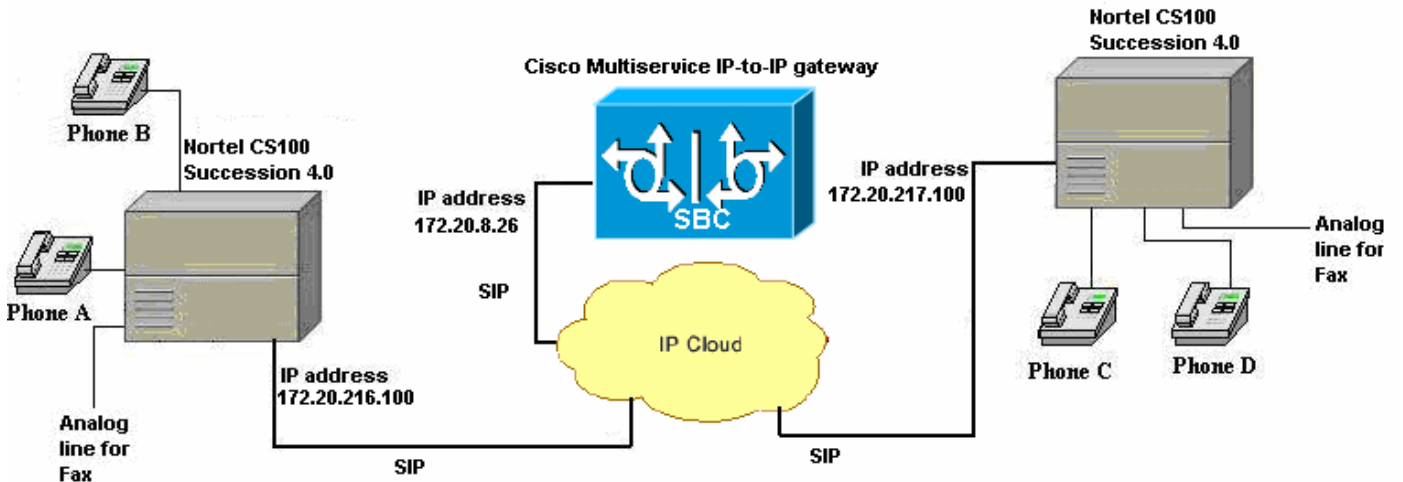 Nortel CS100
Succession 4.0
Cisco Multiservice IP-to-IP gateway
Phone B
Nortel CS100
Succession 4.0
IP address
172.20.8.26
SBC
IP address
172.20.217.100
Analog
line for
Fax
Phone A
SIP
IP Cloud
Phone C
Phone D
IP address
172.20.216.100
Analog
line for
Fax
SIP
SIP